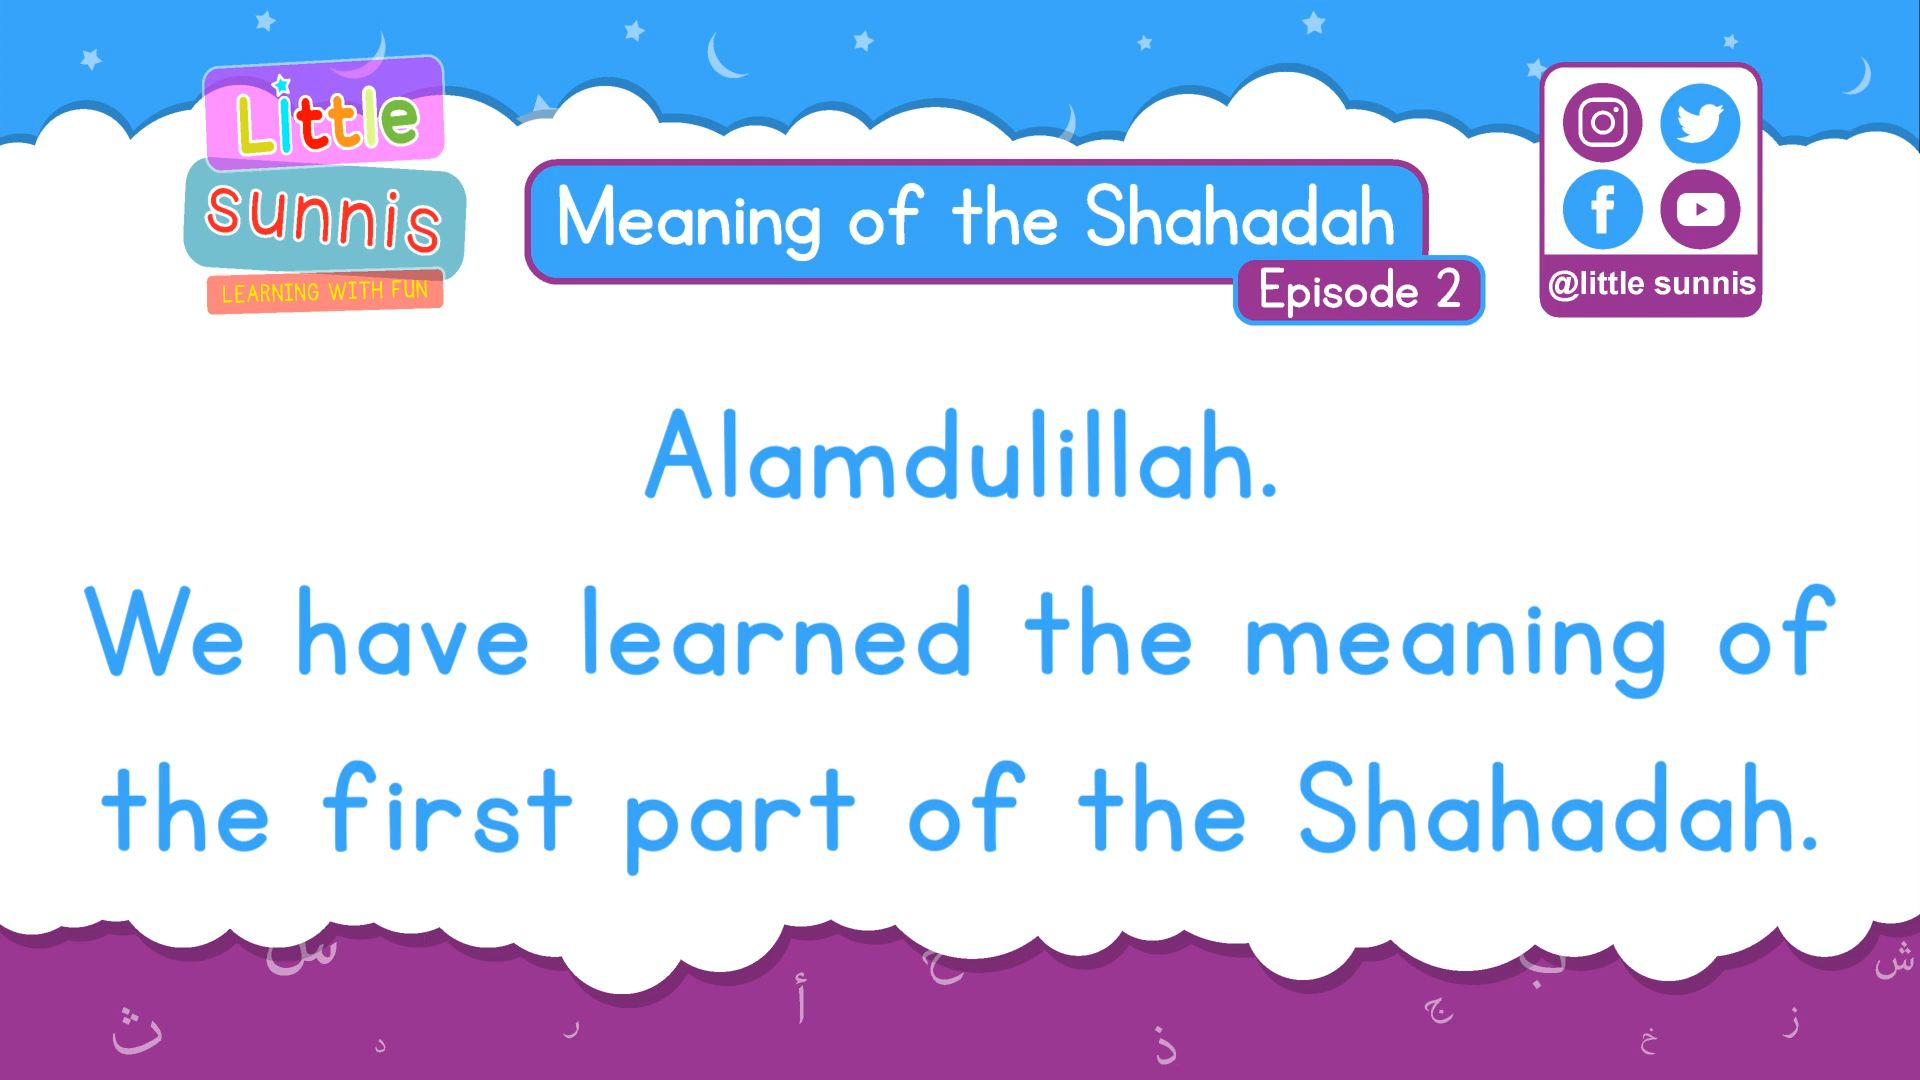 Little
sunnis
LEARNING WITH FUN
Meaning of the Shahadah
Episode 2
@little sunnis
Alamdulillah.
We have learned the meaning of
the first part of the Shahadah.
س
ث
د
ر
أ
ح
ذ
ج
ب
خ
ز
ش